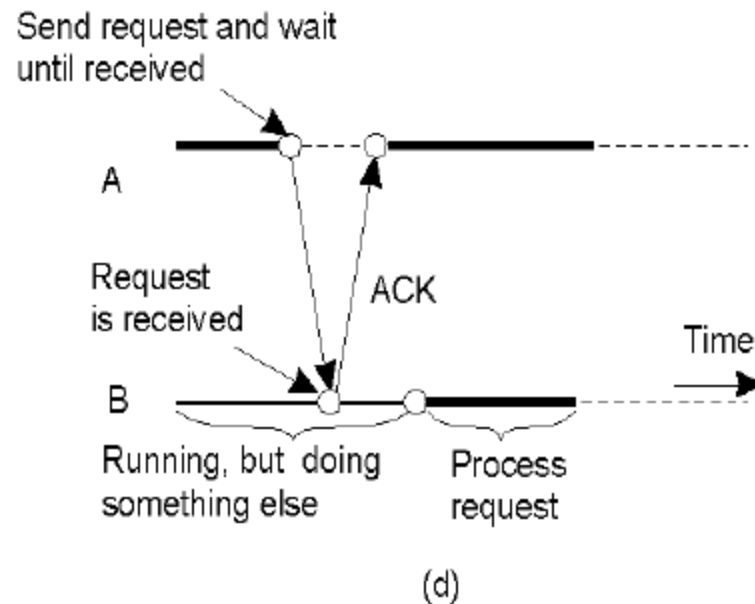 Send request and wait
until received
A
Request
is received
ACK
Time
B
Running, but doing
something else
Process
request
(d)